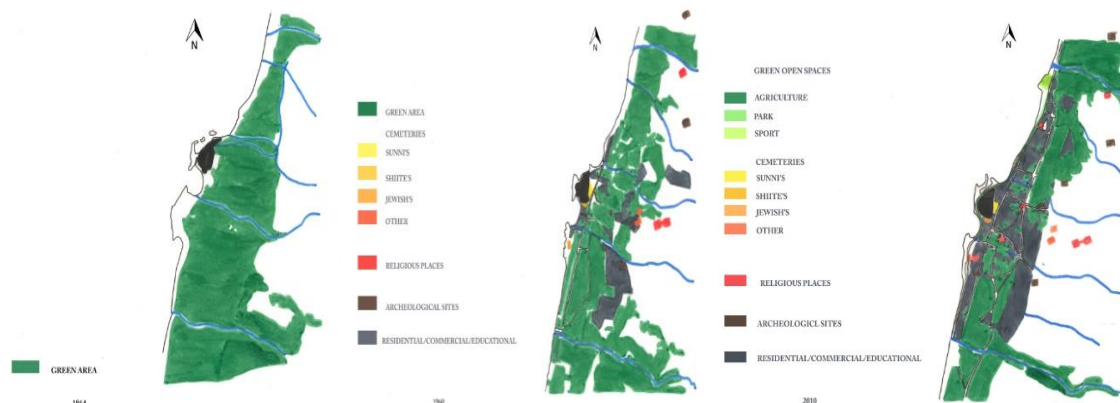 N
GREEN AREA
N
GREEN AREA
CEMETERIES
SUNNI'S
SHIITE'S
JEWISH'S
OTHER
RELIGIOUS PLACES
ARCHEOLOGICAL SITES
RESIDENTIAL/COMMERCIAL/EDUCATIONAL
N
GREEN OPEN SPACES
AGRICULTURE
PARK
SPORT
CEMETERIES
SUNNI'S
SHIITE'S
JEWISH'S
OTHER
RELIGIOUS PLACES
ARCHEOLOGICL SITES
RESIDENTIAL/COMMERCIAL/EDUCATIONAL
2010